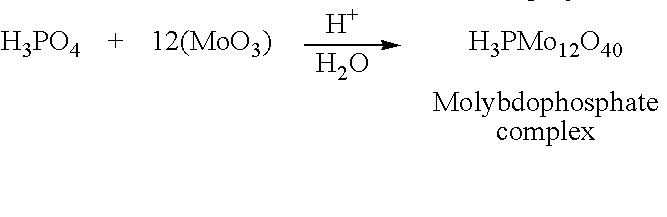 H₃PO₄ + 12(MoO₃) H⁺ H₂O H₃PMo₁₂O₄₀
Molybdophosphate
complex